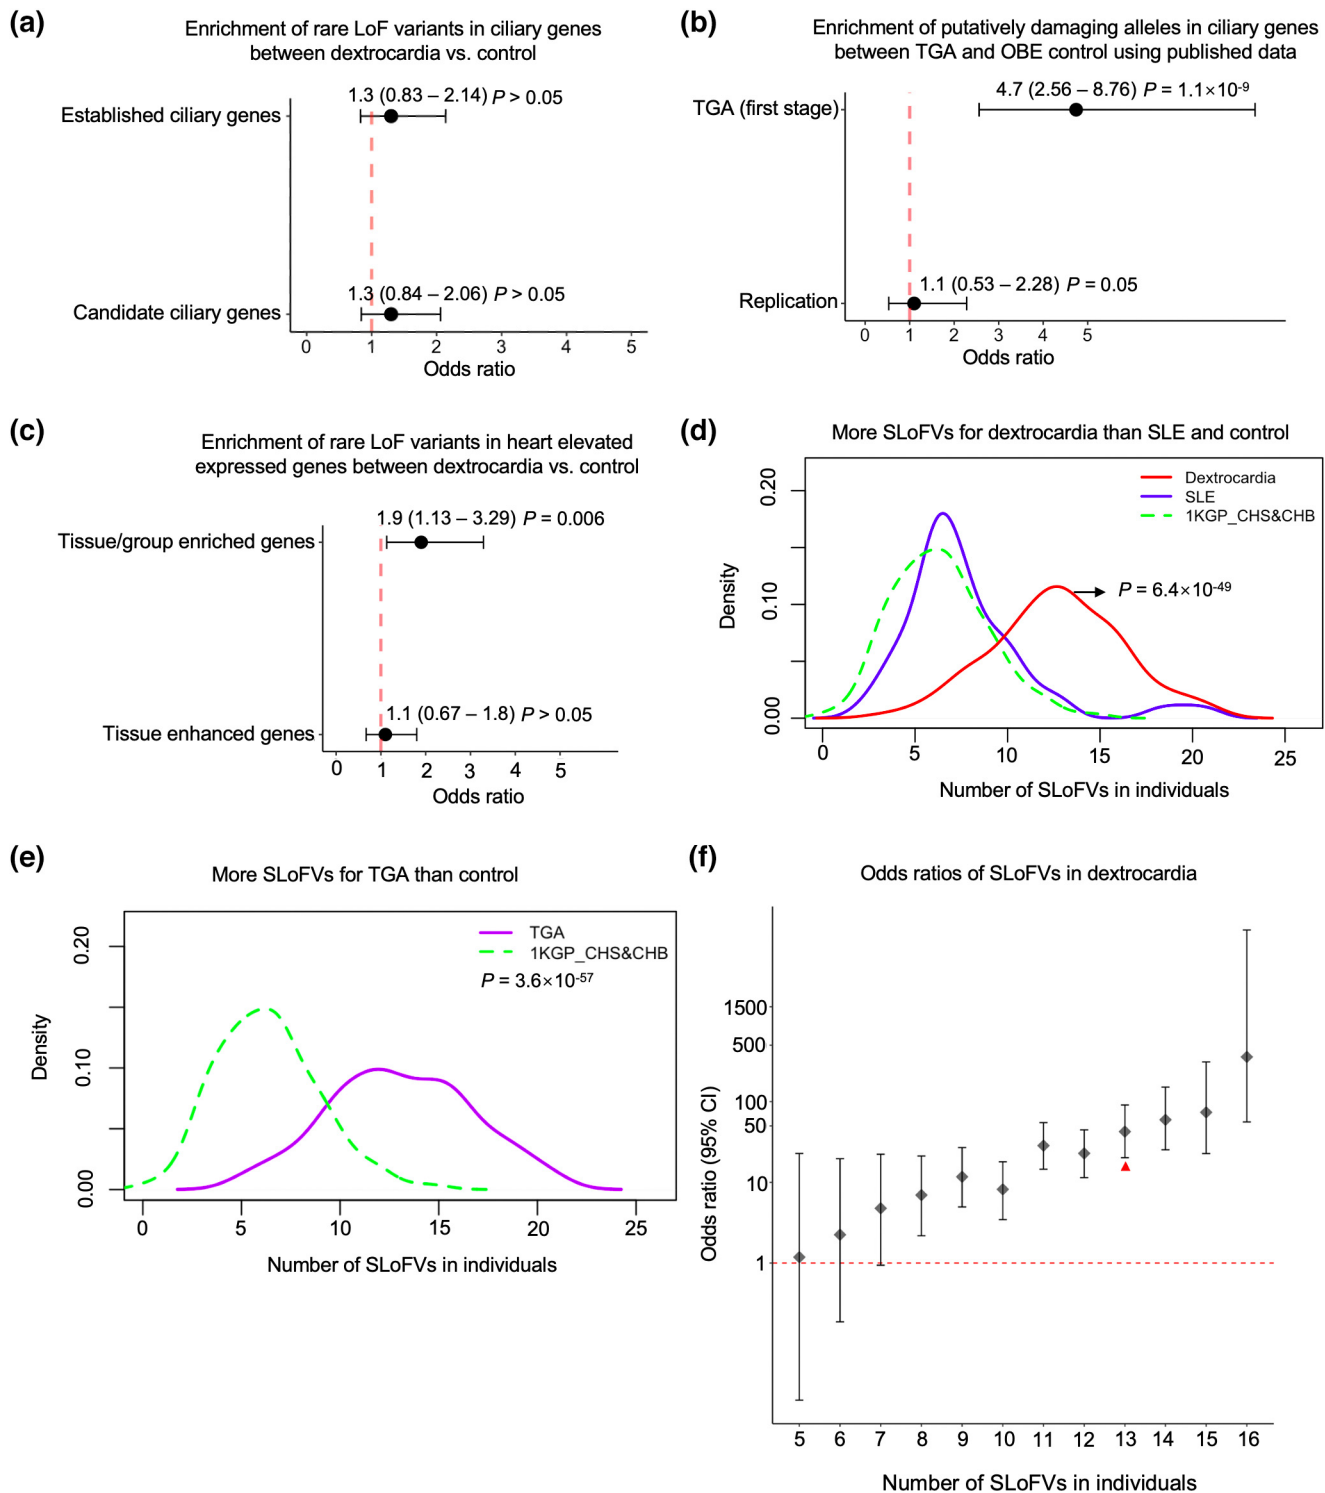 (a)
Enrichment of rare LoF variants in ciliary genes
between dextrocardia vs. control
1.3 (0.83 – 2.14) P > 0.05
Established ciliary genes
1.3 (0.84 – 2.06) P > 0.05
Candidate ciliary genes
0 1 2 3 4 5
Odds ratio
(b)
Enrichment of putatively damaging alleles in ciliary genes
between TGA and OBE control using published data
4.7 (2.56 – 8.76) P = 1.1×10⁻⁹
TGA (first stage)
1.1 (0.53 – 2.28) P = 0.05
Replication
0 1 2 3 4 5
Odds ratio
(c)
Enrichment of rare LoF variants in heart elevated
expressed genes between dextrocardia vs. control
1.9 (1.13 – 3.29) P = 0.006
Tissue/group enriched genes
1.1 (0.67 – 1.8) P > 0.05
Tissue enhanced genes
0 1 2 3 4 5
Odds ratio
(d)
More SLoFVs for dextrocardia than SLE and control
Dextrocardia
SLE
1KGP_CHS&CHB
P = 6.4×10⁻⁴⁹
0.20
0.10
0.00
Density
0 5 10 15 20 25
Number of SLoFVs in individuals
(e)
More SLoFVs for TGA than control
TGA
1KGP_CHS&CHB
P = 3.6×10⁻⁵⁷
0.20
0.10
0.00
Density
0 5 10 15 20 25
Number of SLoFVs in individuals
(f)
Odds ratios of SLoFVs in dextrocardia
1500
500
100
50
10
1
Odds ratio (95% CI)
5 6 7 8 9 10 11 12 13 14 15 16
Number of SLoFVs in individuals